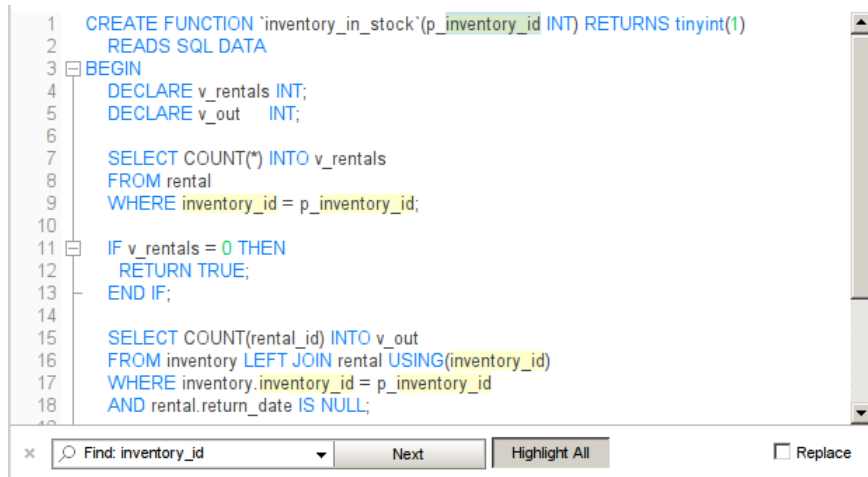 1 CREATE FUNCTION `inventory_in_stock`(p_inventory_id INT) RETURNS tinyint(1)
2 READS SQL DATA
3 BEGIN
4 DECLARE v_rentals INT;
5 DECLARE v_out INT;
6
7 SELECT COUNT(*) INTO v_rentals
8 FROM rental
9 WHERE inventory_id = p_inventory_id;
10
11 IF v_rentals = 0 THEN
12 RETURN TRUE;
13 END IF;
14
15 SELECT COUNT(rental_id) INTO v_out
16 FROM inventory LEFT JOIN rental USING(inventory_id)
17 WHERE inventory.inventory_id = p_inventory_id
18 AND rental.return_date IS NULL;
Find: inventory_id Next Highlight All Replace